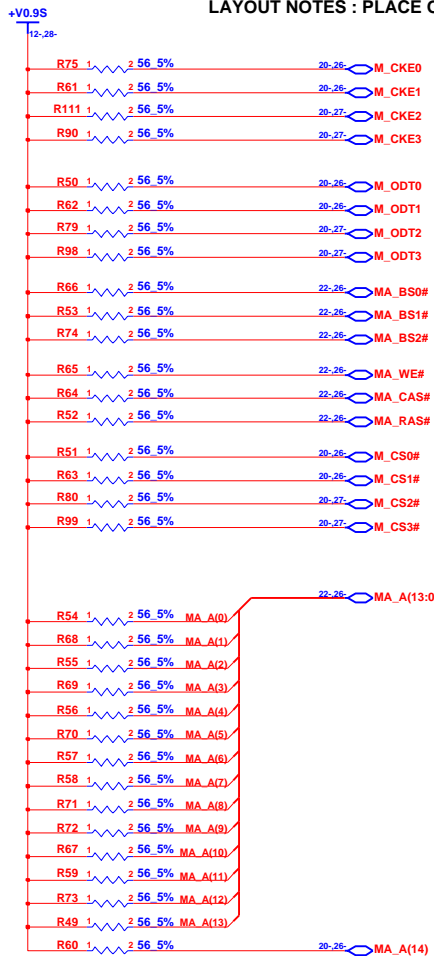 LAYOUT NOTES : PLACE
+V0.9S
12-,28-
R75 1 2 56_5% 20-,26- M_CKE0
R61 1 2 56_5% 20-,26- M_CKE1
R111 1 2 56_5% 20-,27- M_CKE2
R90 1 2 56_5% 20-,27- M_CKE3
R50 1 2 56_5% 20-,26- M_ODT0
R62 1 2 56_5% 20-,26- M_ODT1
R79 1 2 56_5% 20-,27- M_ODT2
R98 1 2 56_5% 20-,27- M_ODT3
R66 1 2 56_5% 22-,26- MA_BS0#
R53 1 2 56_5% 22-,26- MA_BS1#
R74 1 2 56_5% 22-,26- MA_BS2#
R65 1 2 56_5% 22-,26- MA_WE#
R64 1 2 56_5% 22-,26- MA_CAS#
R52 1 2 56_5% 22-,26- MA_RAS#
R51 1 2 56_5% 20-,26- M_CS0#
R63 1 2 56_5% 20-,26- M_CS1#
R80 1 2 56_5% 20-,27- M_CS2#
R99 1 2 56_5% 20-,27- M_CS3#
22-,26- MA_A(13:0
R54 1 2 56_5% MA_A(0)
R68 1 2 56_5% MA_A(1)
R55 1 2 56_5% MA_A(2)
R69 1 2 56_5% MA_A(3)
R56 1 2 56_5% MA_A(4)
R70 1 2 56_5% MA_A(5)
R57 1 2 56_5% MA_A(6)
R58 1 2 56_5% MA_A(7)
R71 1 2 56_5% MA_A(8)
R72 1 2 56_5% MA_A(9)
R67 1 2 56_5% MA_A(10)
R59 1 2 56_5% MA_A(11)
R73 1 2 56_5% MA_A(12)
R49 1 2 56_5% MA_A(13)
R60 1 2 56_5% 20-,26- MA_A(14)